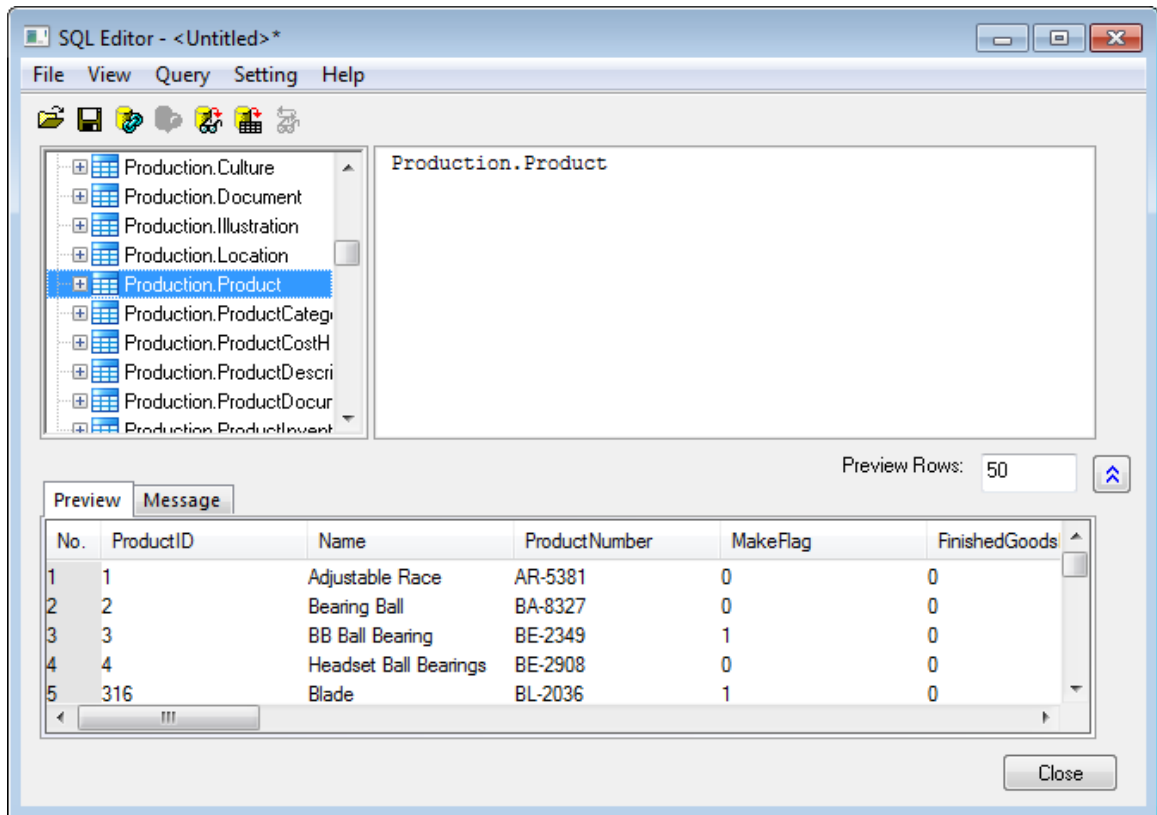 SQL Editor - <Untitled>*
File View Query Setting Help
Production.Culture
Production.Document
Production.Illustration
Production.Location
Production.Product
Production.ProductCateg
Production.ProductCostH
Production.ProductDescri
Production.ProductDocur
Production.ProductInvent
Production.Product
Preview Rows: 50
Preview Message
No. ProductID Name ProductNumber MakeFlag FinishedGoods
1 1 Adjustable Race AR-5381 0 0
2 2 Bearing Ball BA-8327 0 0
3 3 BB Ball Bearing BE-2349 1 0
4 4 Headset Ball Bearings BE-2908 0 0
5 316 Blade BL-2036 1 0
Close